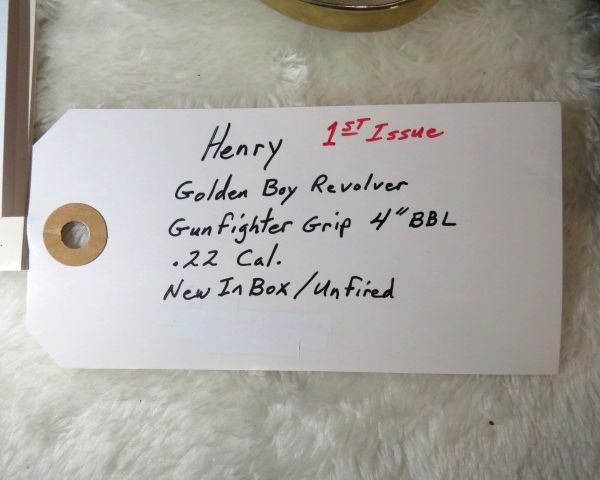 Henry 1ST Issue
Golden Boy Revolver
Gunfighter Grip 4" BBL
.22 Cal.
New In Box/Unfired